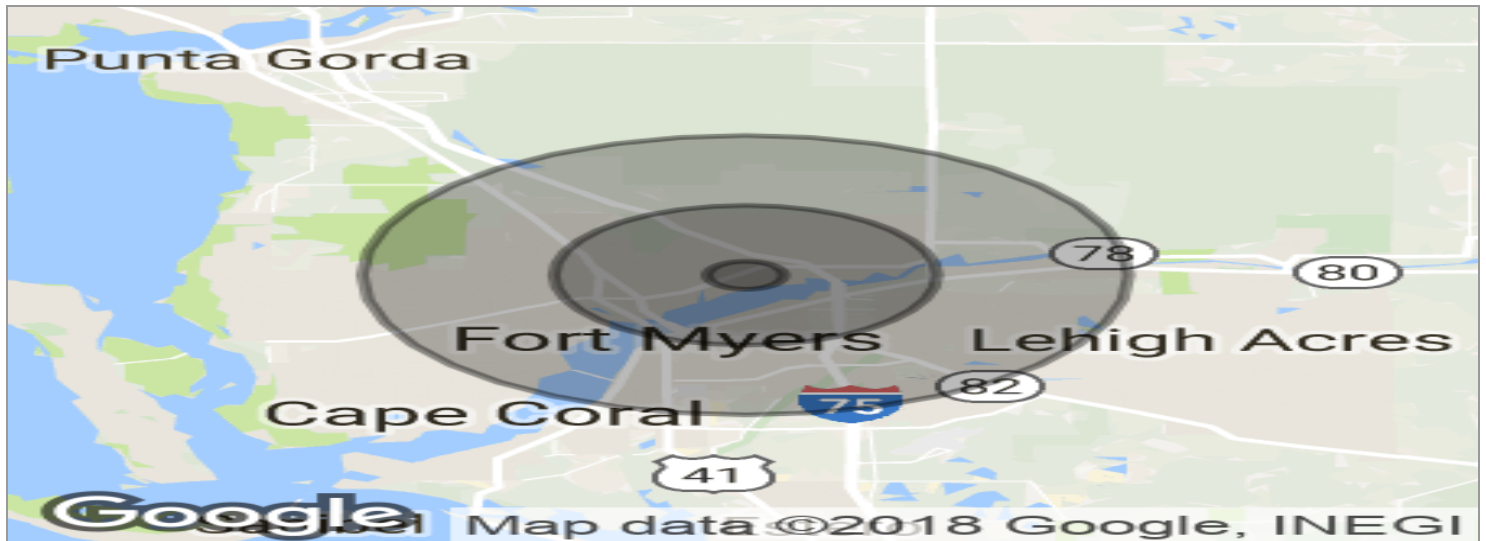 Punta Gorda
78
80
Fort Myers
Lehigh Acres
82
Cape Coral
75
41
Google
Map data ©2018 Google, INEGI